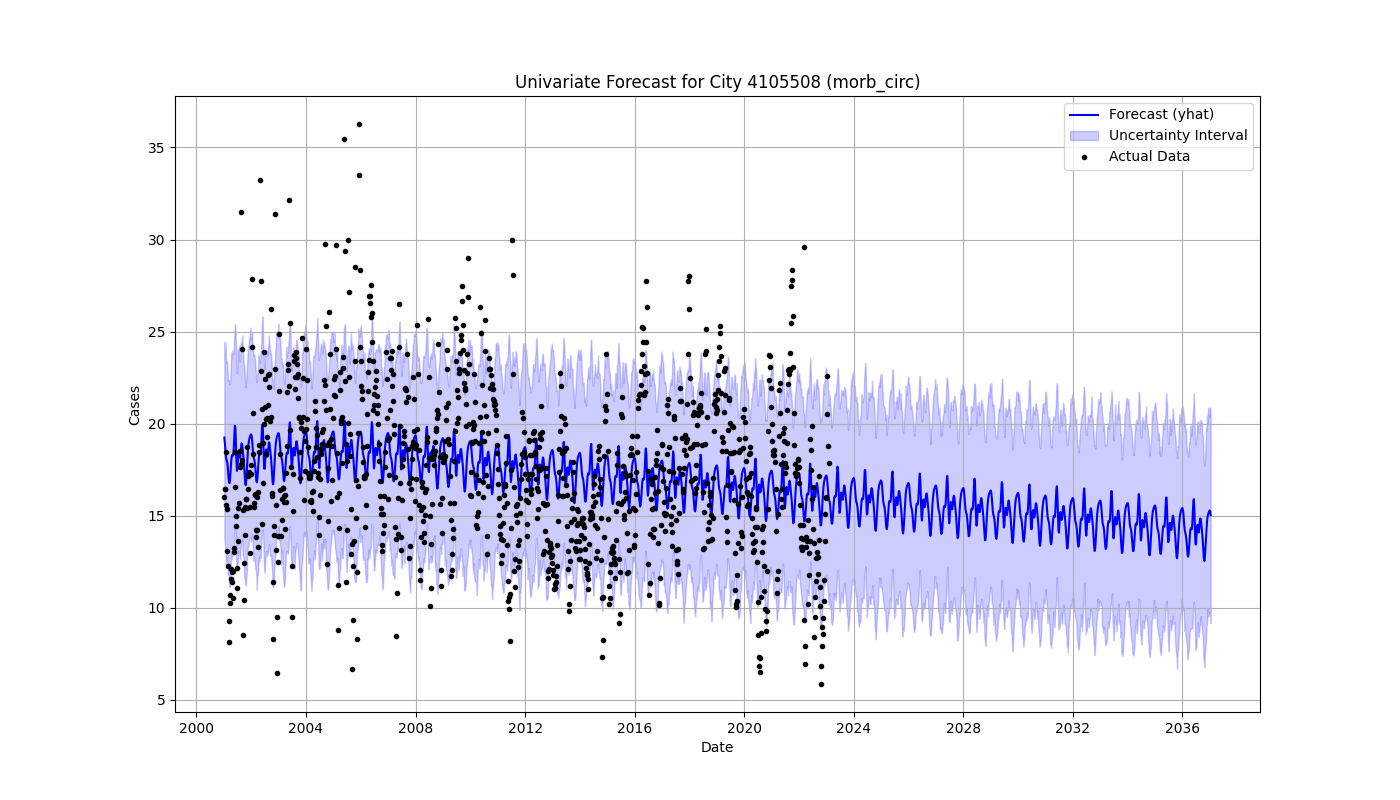 Univariate Forecast for City 4105508 (morb_circ)
Forecast (yhat)
Uncertainty Interval
Actual Data
Cases
35
30
25
20
15
10
5
2000 2004 2008 2012 2016 2020 2024 2028 2032 2036
Date